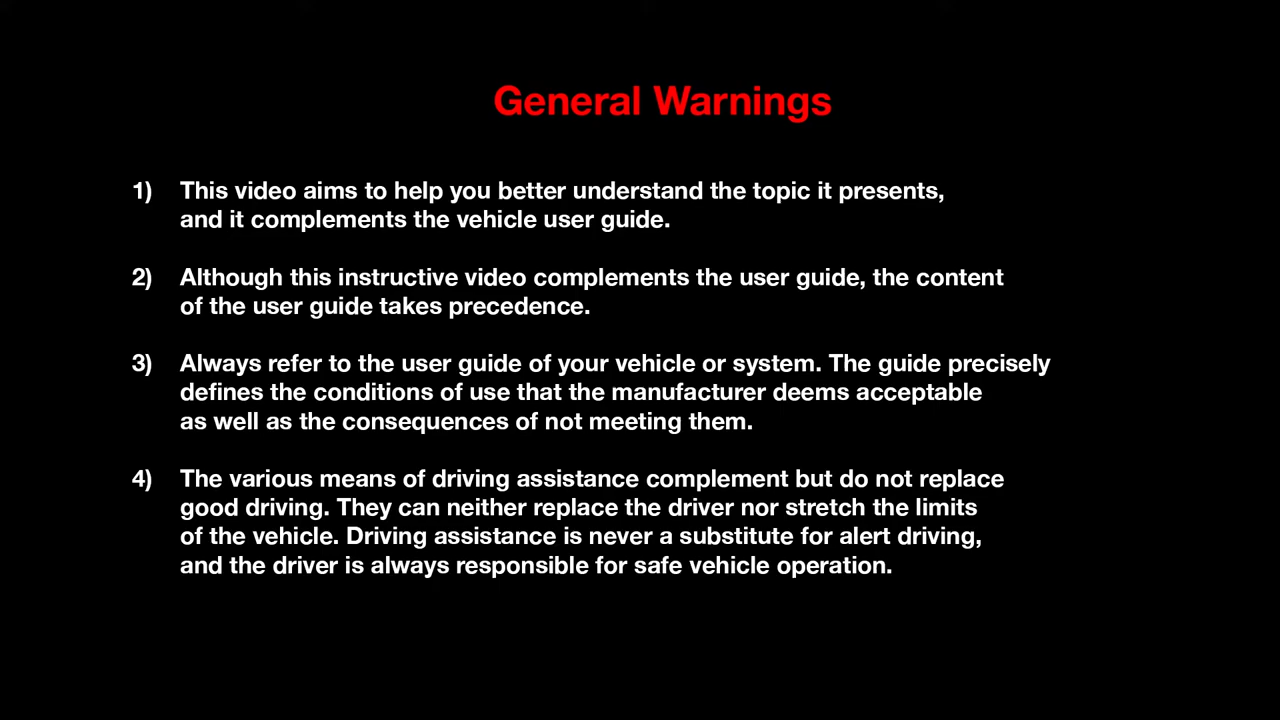 General Warnings
1) This video aims to help you better understand the topic it presents,
and it complements the vehicle user guide.
2) Although this instructive video complements the user guide, the content
of the user guide takes precedence.
3) Always refer to the user guide of your vehicle or system. The guide precisely
defines the conditions of use that the manufacturer deems acceptable
as well as the consequences of not meeting them.
4) The various means of driving assistance complement but do not replace
good driving. They can neither replace the driver nor stretch the limits
of the vehicle. Driving assistance is never a substitute for alert driving,
and the driver is always responsible for safe vehicle operation.